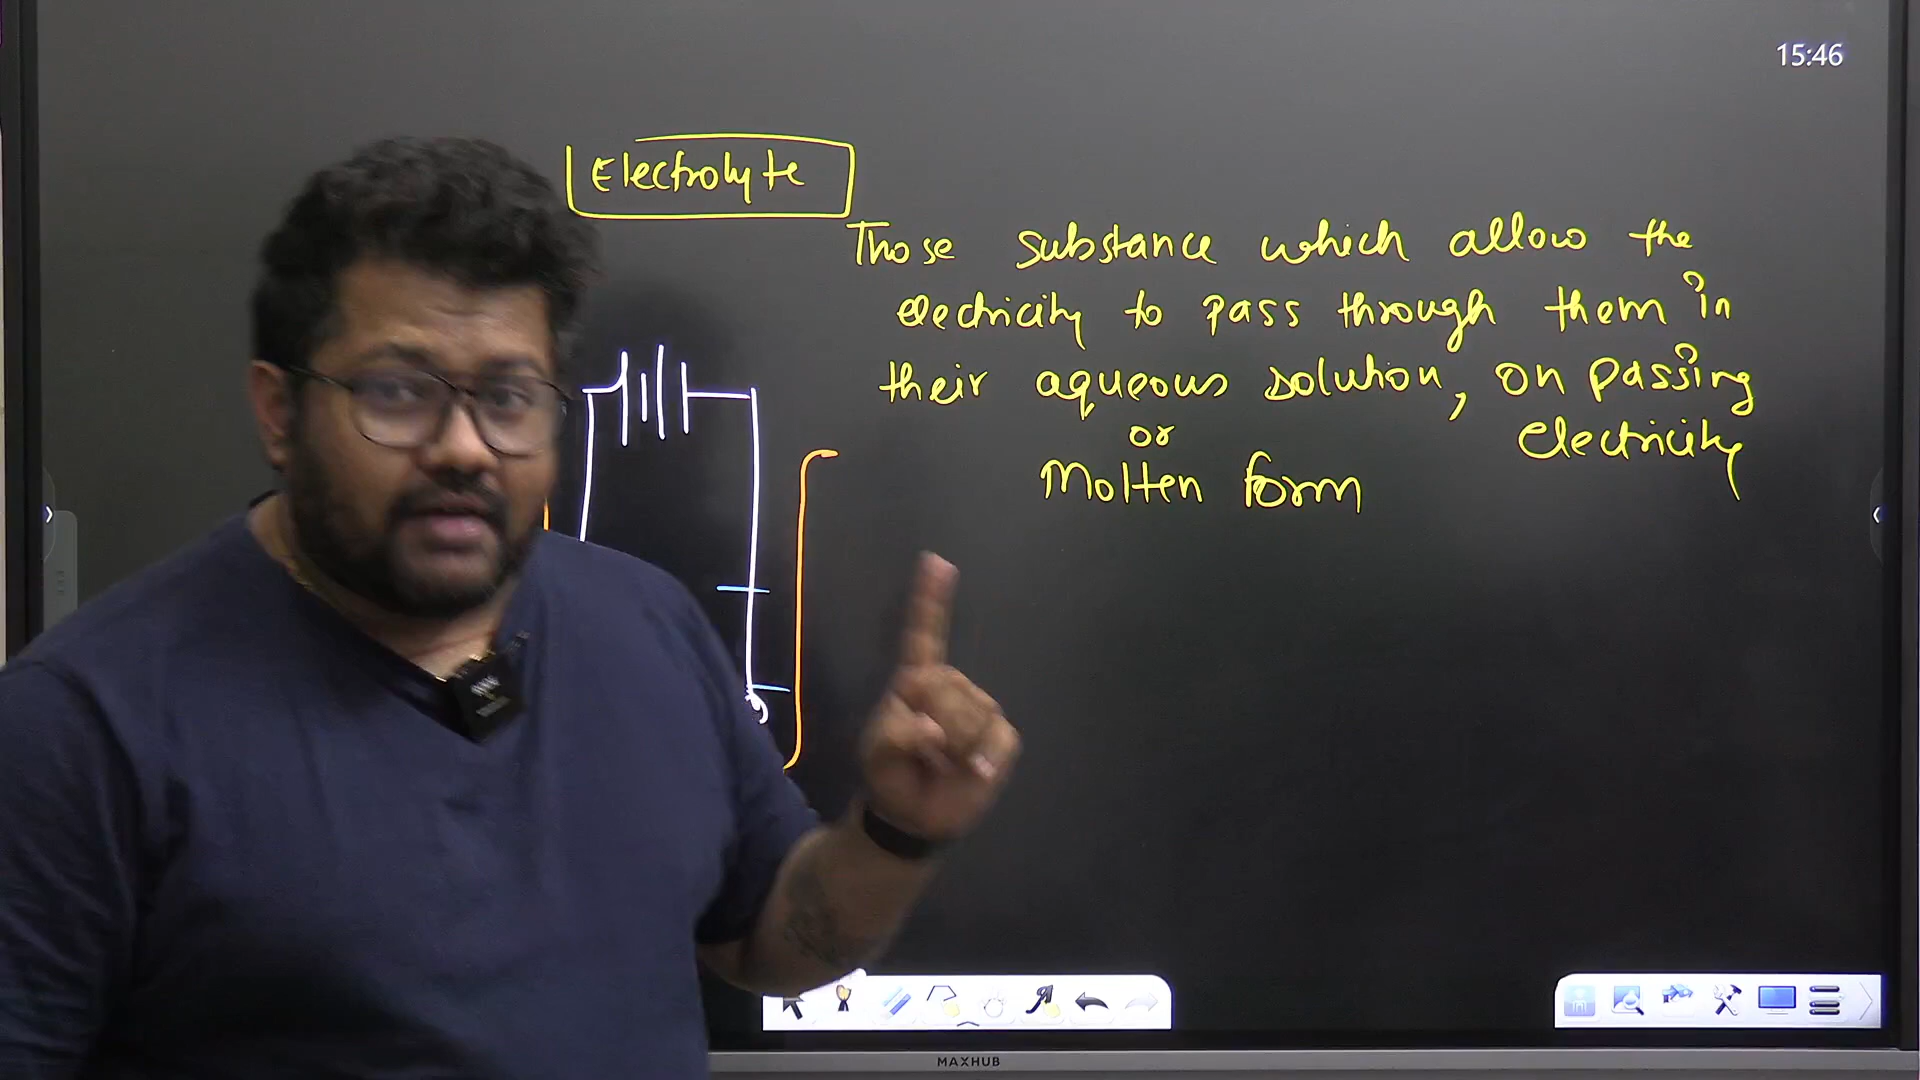 15:46
Electrolyte
Those substance which allow the
electricity to pass through them in
their aqueous solution, on passing
or
electricity
Molten form
MAXHUB